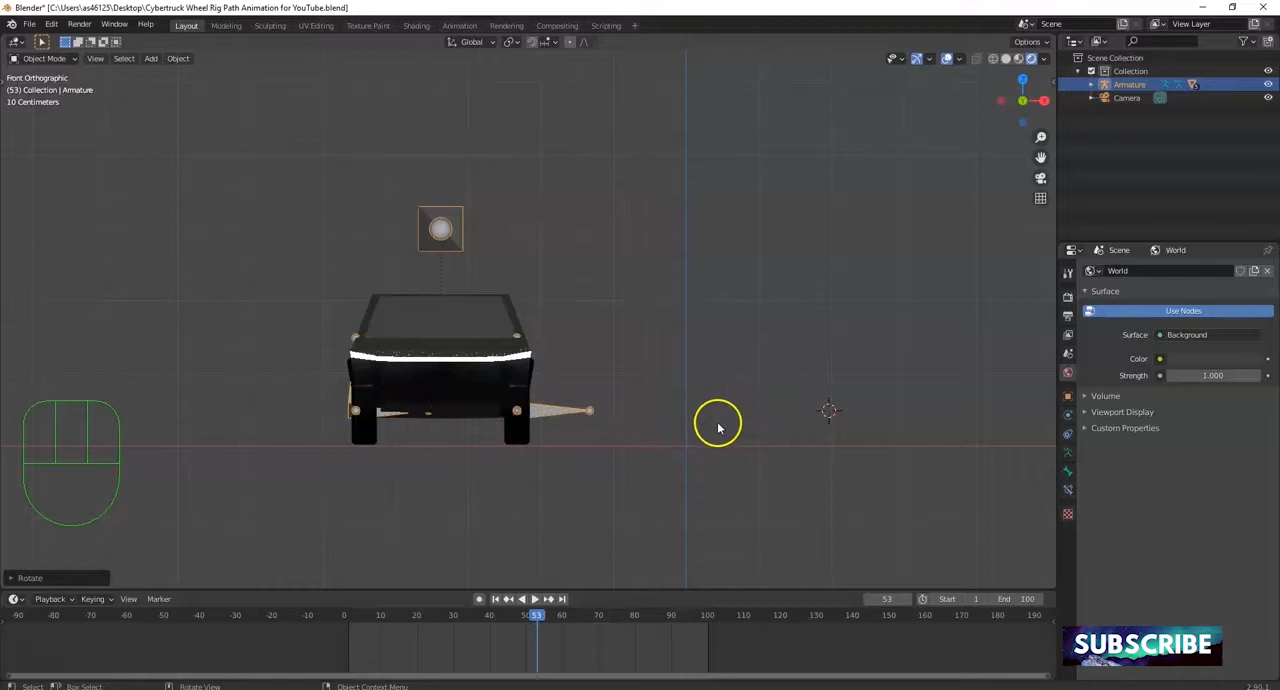 Blender* [C:\Users\as46125\Desktop\Cybertruck Wheel Rig Path Animation for YouTube.blend]
File Edit Render Window Help
Layout Modeling Sculpting UV Editing Texture Paint Shading Animation Rendering Compositing Scripting +
Scene View Layer
Global Options
Object Mode View Select Add Object
Front Orthographic
(53) Collection | Armature
10 Centimeters
Z
X
Y
Scene Collection
Collection
Armature
Camera
Scene World
World
Surface
Use Nodes
Surface Background
Color
Strength 1.000
Volume
Viewport Display
Custom Properties
Rotate
Playback Keying View Marker 53 Start 1 End 100
-90 -80 -70 -60 -50 -40 -30 -20 -10 0 10 20 30 40 50 53 60 70 80 90 100 110 120 130 140 150 160 170 180 190
SUBSCRIBE
Select Box Select Rotate View Object Context Menu 2.90.1